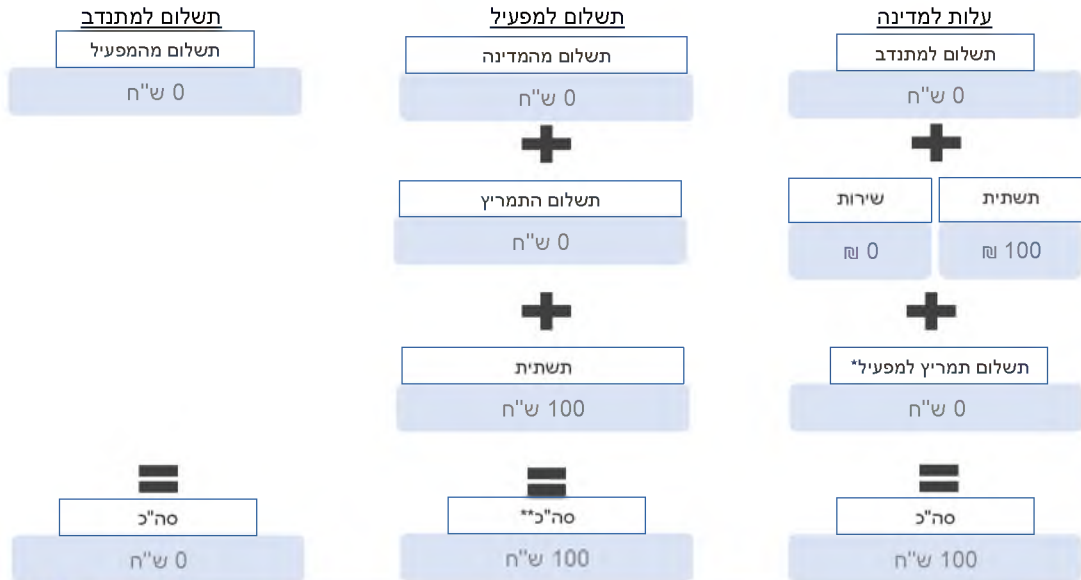 עלות למדינה
תשלום למתנדב
0 ש"ח
תשתית
שירות
100 ₪
0 ₪
תשלום תמריץ למפעיל*
0 ש"ח
סה"כ
100 ש"ח
תשלום למפעיל
תשלום מהמדינה
0 ש"ח
תשלום התמריץ
0 ש"ח
תשתית
100 ש"ח
סה"כ**
100 ש"ח
תשלום למתנדב
תשלום מהמפעיל
0 ש"ח
סה"כ
0 ש"ח